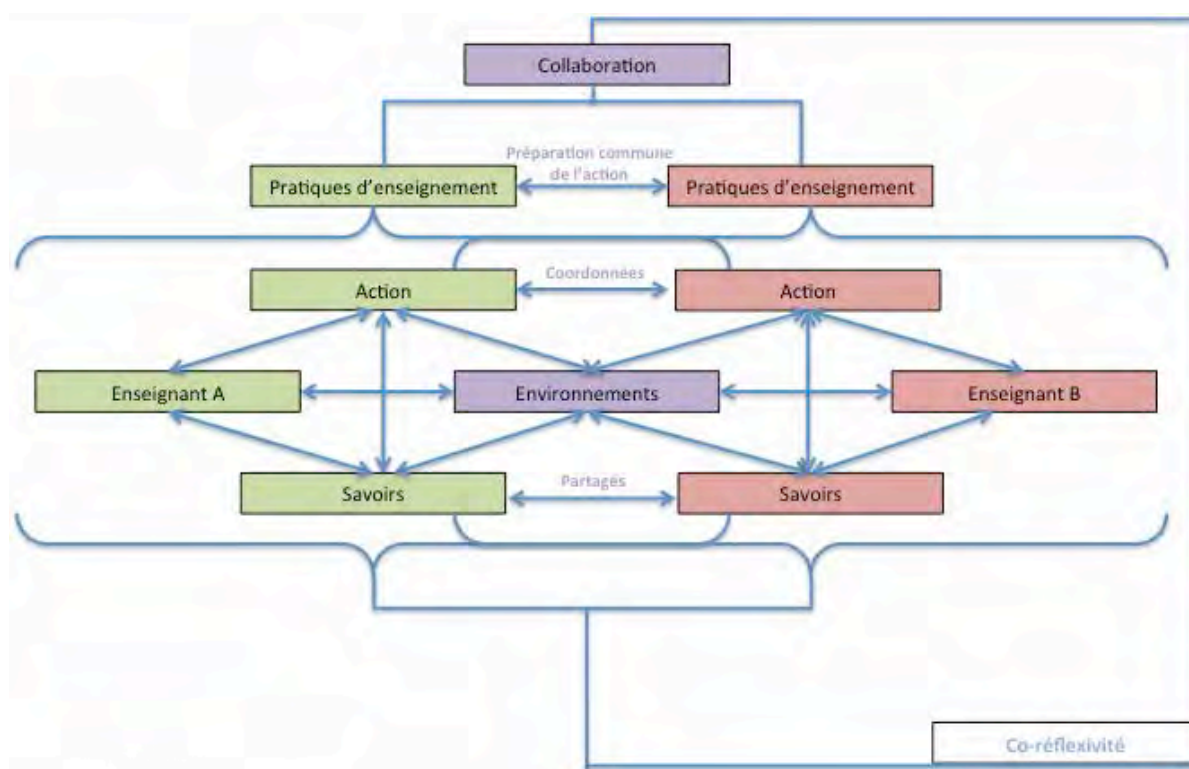 Collaboration
Préparation commune
de l'action
Pratiques d'enseignement
Pratiques d'enseignement
Coordonnées
Action
Action
Enseignant A
Environnements
Enseignant B
Partagés
Savoirs
Savoirs
Co-réflexivité